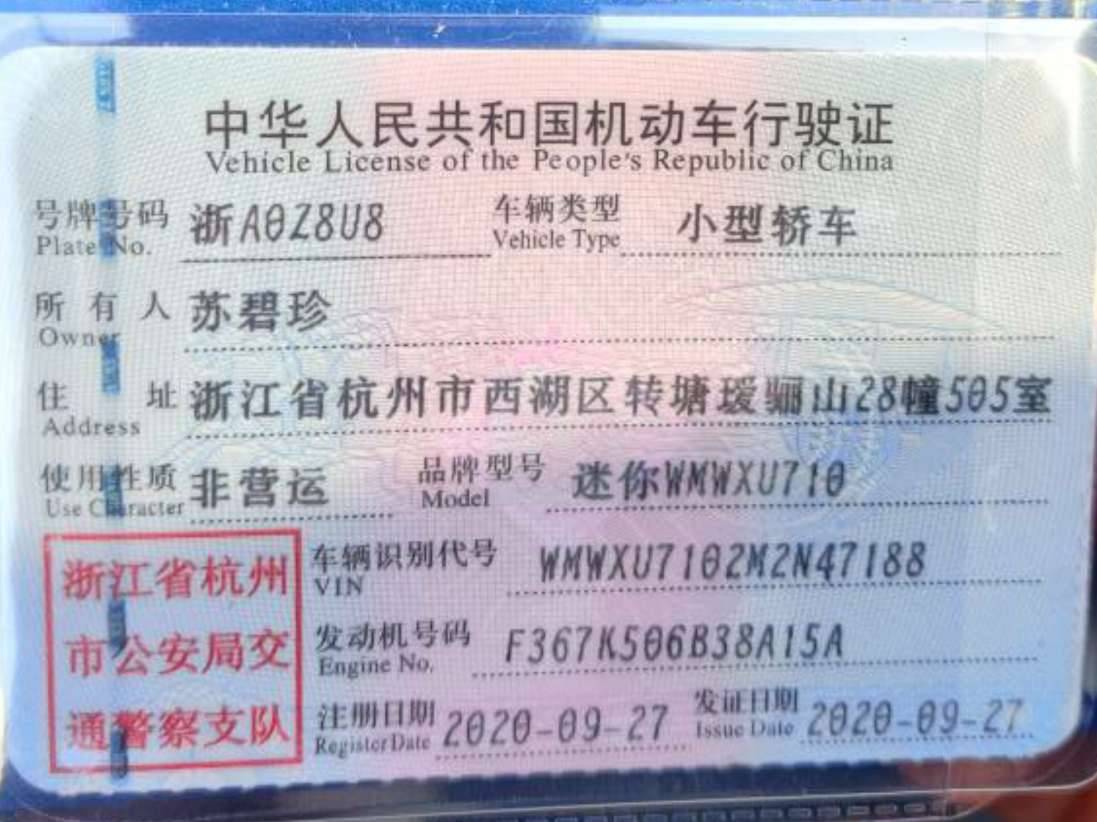 中华人民共和国机动车行驶证
Vehicle License of the People's Republic of China
号牌号码 浙A0Z8U8 车辆类型 小型轿车
Plate No. Vehicle Type
所有人 苏碧珍
Owner
住址 浙江省杭州市西湖区转塘瑷骊山28幢505室
Address
使用性质 非营运 品牌型号 迷你WMWXU710
Use Character Model
浙江省杭州
市公安局交
通警察支队
车辆识别代号 WMWXU7102M2N47188
VIN
发动机号码 F367K506B38A15A
Engine No.
注册日期 2020-09-27 发证日期 2020-09-27
Register Date Issue Date